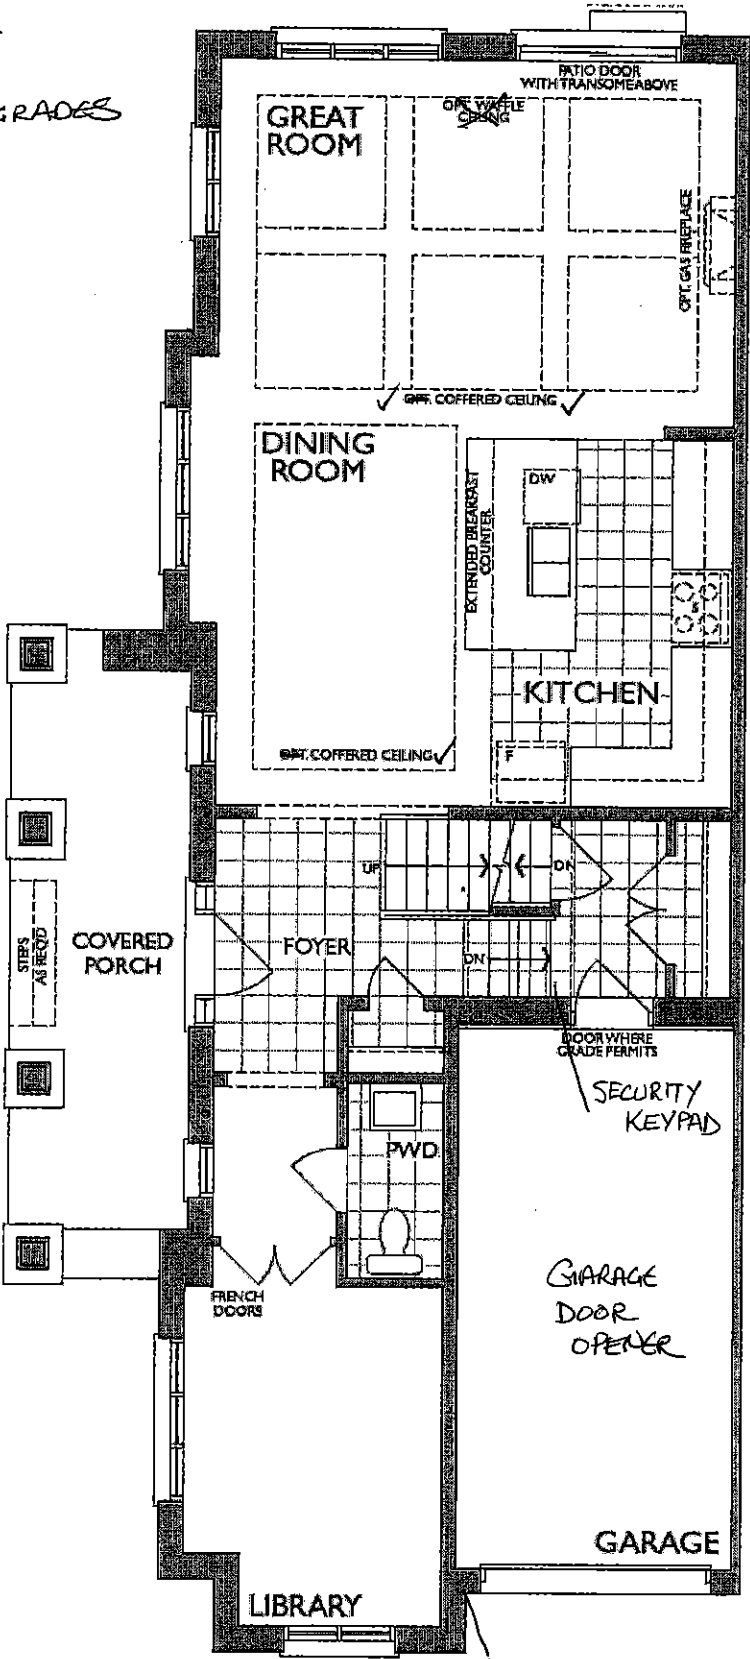 PATIO DOOR
WITH TRANSOME ABOVE
GREAT
ROOM
OPT. WAFFLE
CEILING
OPT. GAS FIREPLACE
OPT. COFFERED CEILING
DINING
ROOM
DW
EXTENDED BREAKFAST
COUNTER
S
KITCHEN
OPT. COFFERED CEILING
F
UP
DN
STEPS
AS REQ'D
COVERED
PORCH
FOYER
DN
DOOR WHERE
GRADE PERMITS
SECURITY
KEYPAD
PWD
GARAGE
DOOR
OPENER
FRENCH
DOORS
GARAGE
LIBRARY